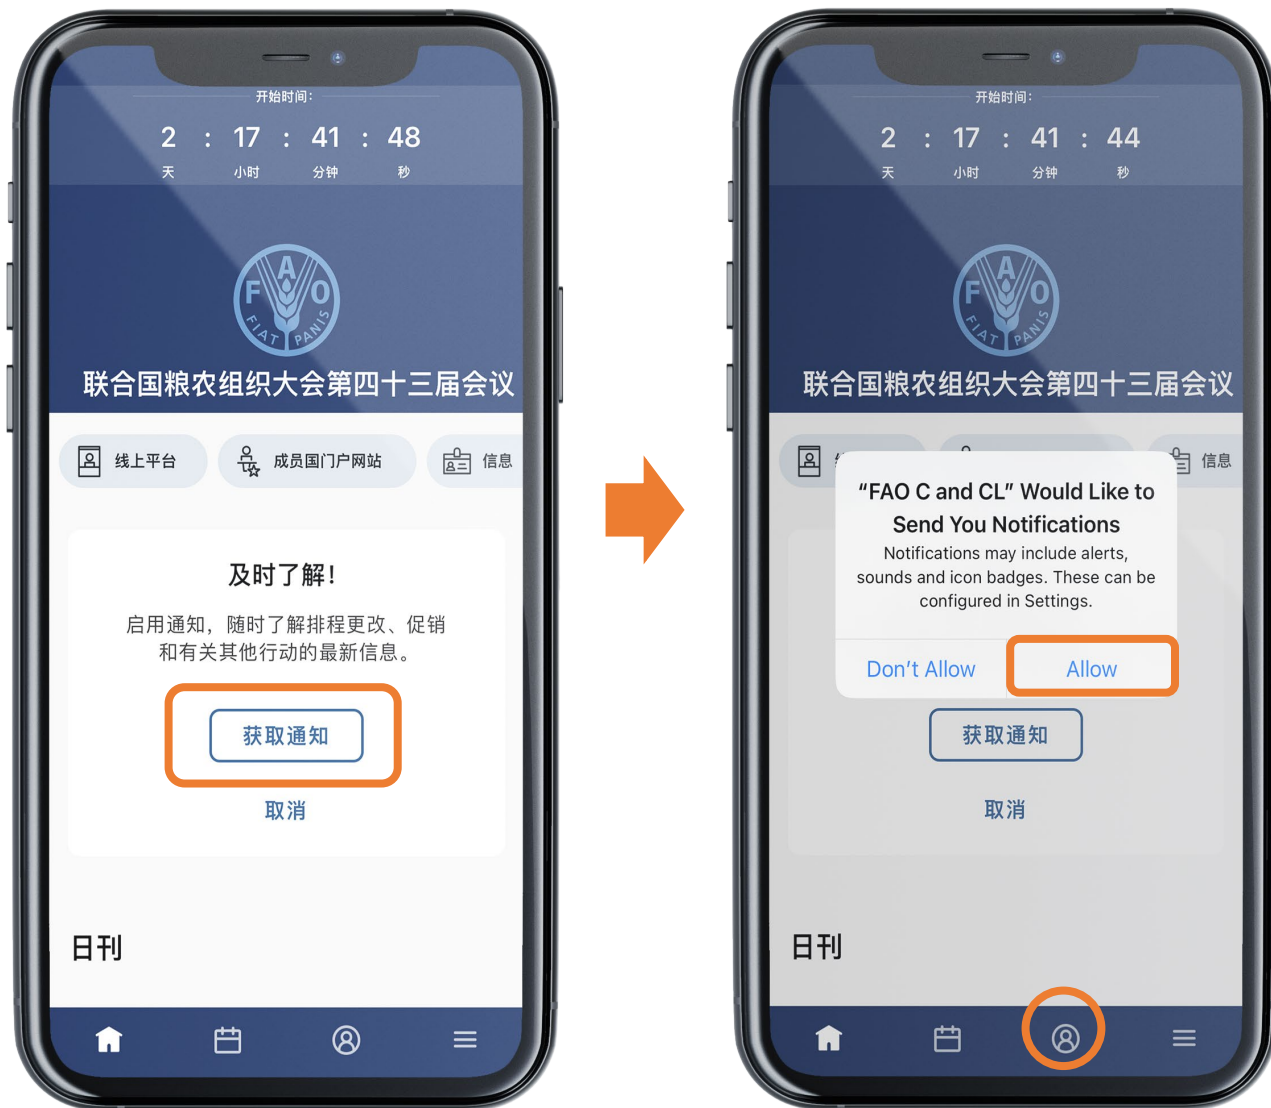 开始时间:
2 : 17 : 41 : 48
天 小时 分钟 秒
FAO
FIAT PANIS
联合国粮农组织大会第四十三届会议
线上平台 成员国门户网站 信息
及时了解!
启用通知，随时了解排程更改、促销
和有关其他行动的最新信息。
获取通知
取消
日刊
开始时间:
2 : 17 : 41 : 44
天 小时 分钟 秒
FAO
FIAT PANIS
联合国粮农组织大会第四十三届会议
信息
“FAO C and CL” Would Like to
Send You Notifications
Notifications may include alerts,
sounds and icon badges. These can be
configured in Settings.
Don’t Allow Allow
获取通知
取消
日刊